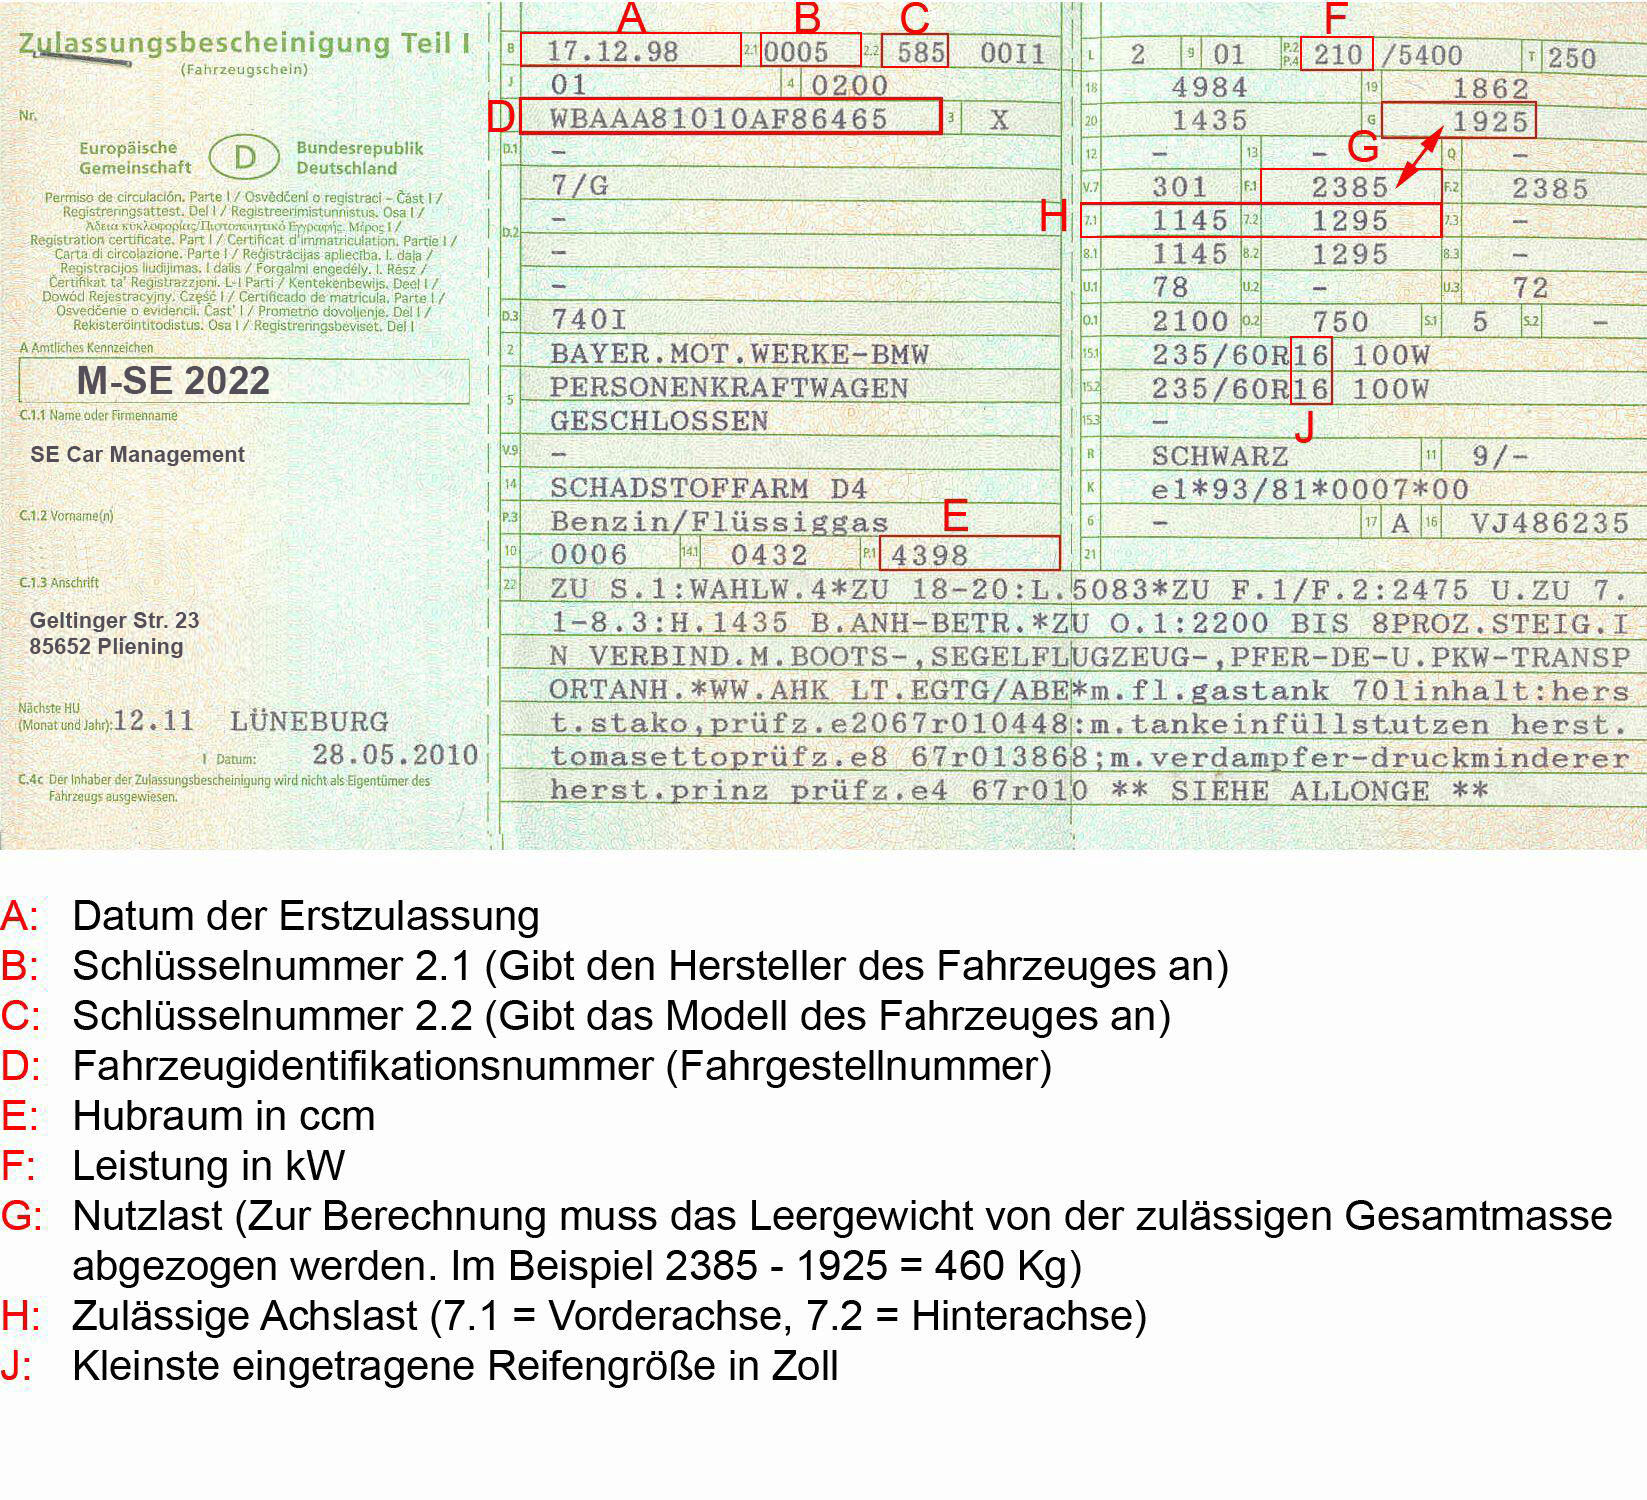 A B C F
Zulassungsbescheinigung Teil I
(Fahrzeugschein)
Nr.
Europäische Gemeinschaft D Bundesrepublik Deutschland
Permiso de circulación. Parte I / Osvědčení o registraci – Část I /
Registreringsattest. Del I / Registreerimistunnistus. Osa I /
Άδεια κυκλοφορίας/Πιστοποιητικό Εγγραφής. Μέρος I /
Registration certificate. Part I / Certificat d'immatriculation. Partie I /
Carta di circolazione. Parte I / Reģistrācijas apliecība. I. daļa /
Registracijos liudijimas. I dalis / Forgalmi engedély. I. Rész /
Ċertifikat ta' Reġistrazzjoni. L-I Parti / Kentekenbewijs. Deel I /
Dowód Rejestracyjny. Część I / Certificado de matrícula. Parte I /
Osvedčenie o evidencii. Časť I / Prometno dovoljenje. Del I /
Rekisteröintitodistus. Osa I / Registreringsbeviset. Del I
A Amtliches Kennzeichen
M-SE 2022
C.1.1 Name oder Firmenname
SE Car Management
C.1.2 Vorname(n)
C.1.3 Anschrift
Geltinger Str. 23
85652 Pliening
Nächste HU
(Monat und Jahr): 12.11 LÜNEBURG
I Datum: 28.05.2010
C.4c Der Inhaber der Zulassungsbescheinigung wird nicht als Eigentümer des
Fahrzeugs ausgewiesen.
B 17.12.98 2.1 0005 2.2 585 00I1
J 01 4 0200
D WBAAA81010AF86465 3 X
D.1 –
7/G
D.2 –
–
–
D.3 740I
2 BAYER.MOT.WERKE-BMW
5 PERSONENKRAFTWAGEN
GESCHLOSSEN
V.9 –
14 SCHADSTOFFARM D4
P.3 Benzin/Flüssiggas E
10 0006 14.1 0432 P.1 4398
L 2 9 01 P.2 P.4 210 /5400 T 250
18 4984 19 1862
20 1435 G 1925
12 – 13 – G Q –
V.7 301 F.1 2385 F.2 2385
H 7.1 1145 7.2 1295 7.3 –
8.1 1145 8.2 1295 8.3 –
U.1 78 U.2 – U.3 72
O.1 2100 O.2 750 S.1 5 S.2 –
15.1 235/60R16 100W
15.2 235/60R16 100W
15.3 – J
R SCHWARZ 11 9/–
K e1*93/81*0007*00
6 – 17 A 16 VJ486235
21
22 ZU S.1:WAHLW.4*ZU 18-20:L.5083*ZU F.1/F.2:2475 U.ZU 7.
1-8.3:H.1435 B.ANH-BETR.*ZU O.1:2200 BIS 8PROZ.STEIG.I
N VERBIND.M.BOOTS-,SEGELFLUGZEUG-,PFER-DE-U.PKW-TRANSP
ORTANH.*WW.AHK LT.EGTG/ABE*m.fl.gastank 70linhalt:hers
t.stako,prüfz.e2067r010448:m.tankeinfüllstutzen herst.
tomasettoprüfz.e8 67r013868;m.verdampfer-druckminderer
herst.prinz prüfz.e4 67r010 ** SIEHE ALLONGE **
A: Datum der Erstzulassung
B: Schlüsselnummer 2.1 (Gibt den Hersteller des Fahrzeuges an)
C: Schlüsselnummer 2.2 (Gibt das Modell des Fahrzeuges an)
D: Fahrzeugidentifikationsnummer (Fahrgestellnummer)
E: Hubraum in ccm
F: Leistung in kW
G: Nutzlast (Zur Berechnung muss das Leergewicht von der zulässigen Gesamtmasse
abgezogen werden. Im Beispiel 2385 - 1925 = 460 Kg)
H: Zulässige Achslast (7.1 = Vorderachse, 7.2 = Hinterachse)
J: Kleinste eingetragene Reifengröße in Zoll